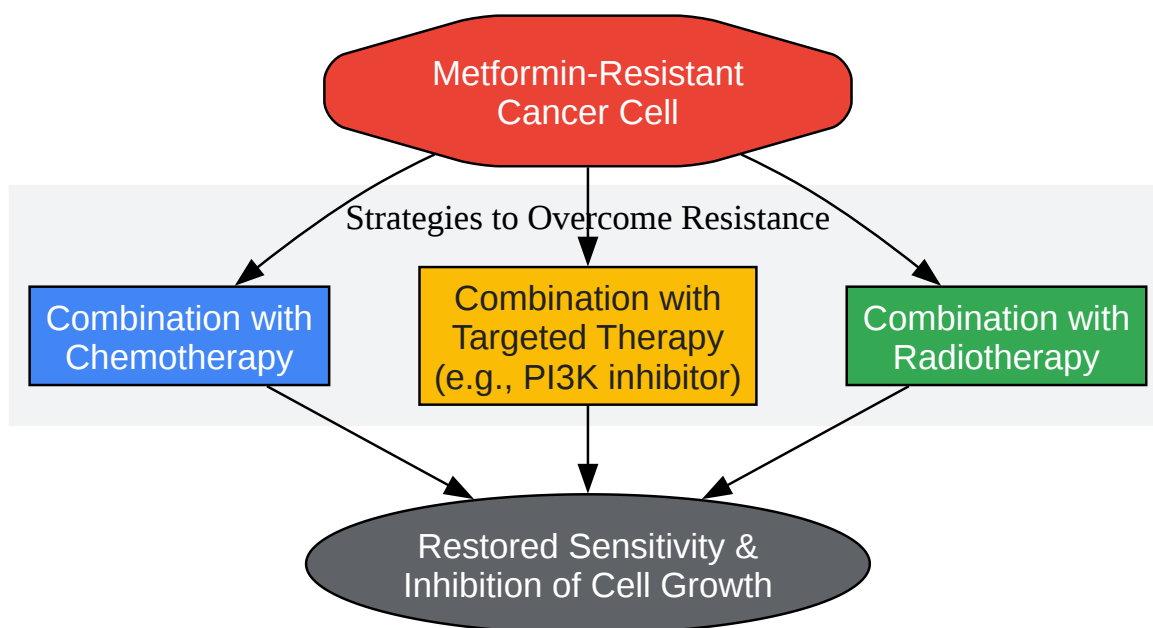 Metformin-Resistant
Cancer Cell
Strategies to Overcome Resistance
Combination with
Chemotherapy
Combination with
Targeted Therapy
(e.g., PI3K inhibitor)
Combination with
Radiotherapy
Restored Sensitivity &
Inhibition of Cell Growth